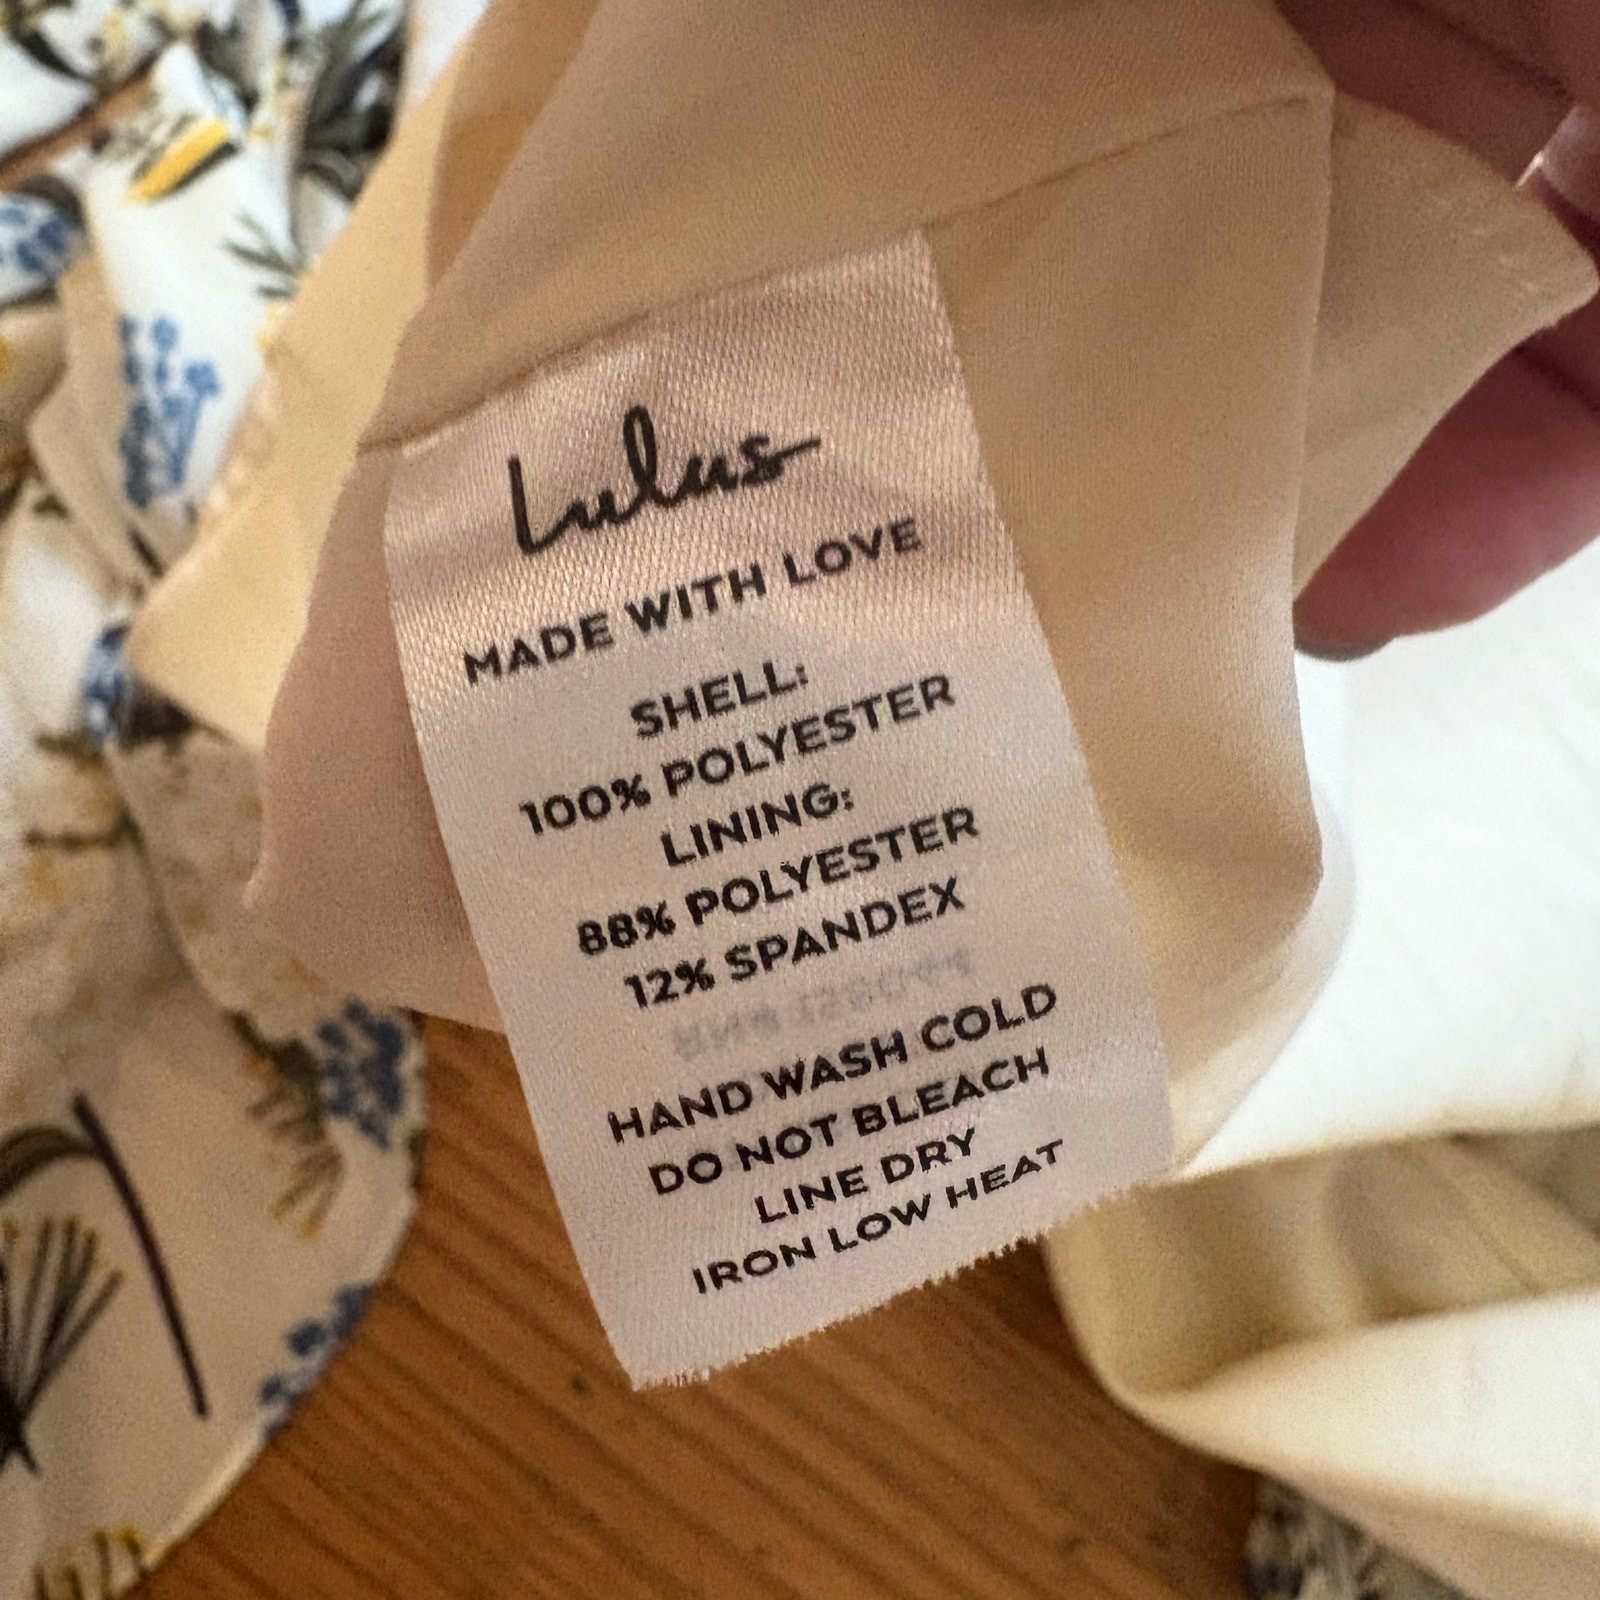 Lulus
MADE WITH LOVE
SHELL:
100% POLYESTER
LINING:
88% POLYESTER
12% SPANDEX
HAND WASH COLD
DO NOT BLEACH
LINE DRY
IRON LOW HEAT